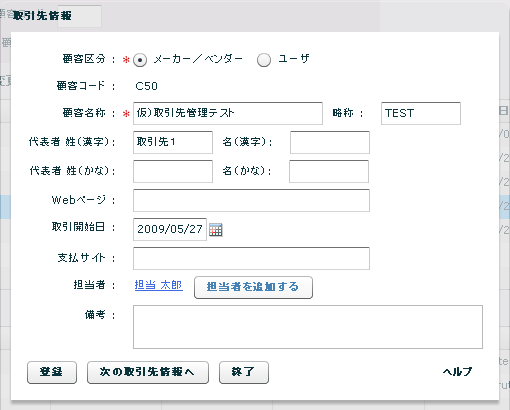 取引先情報
顧客区分： ＊ メーカー／ベンダー ユーザ
顧客コード： C50
顧客名称： ＊ 仮)取引先管理テスト 略称： TEST
代表者 姓(漢字)： 取引先1 名(漢字)：
代表者 姓(かな)： 名(かな)：
Webページ：
取引開始日： 2009/05/27
支払サイト：
担当者： 担当 太郎 担当者を追加する
備考：
登録 次の取引先情報へ 終了 ヘルプ